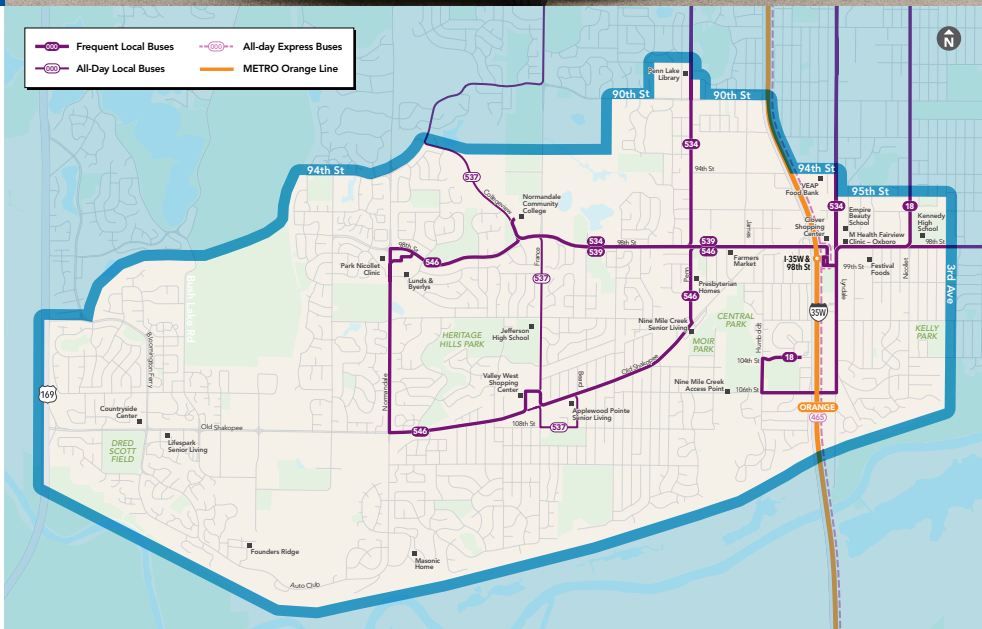 000 Frequent Local Buses
000 All-Day Local Buses
000 All-day Express Buses
METRO Orange Line
N
Penn Lake
Library
90th St
90th St
94th St
94th St
95th St
534
94th St
VEAP
Food Bank
537
Collegeview
Normandale
Community
College
534
18
Empire
Beauty
School
Kennedy
High
School
Clover
Shopping
Center
M Health Fairview
Clinic – Oxboro
98th St
James
534
539
98th St
539
546
Farmers
Market
I-35W &
98th St
99th St
Festival
Foods
Nicollet
3rd Ave
98th St
546
Park Nicollet
Clinic
Lunds &
Byerlys
France
537
Penn
Presbyterian
Homes
546
Lyndale
35W
Bush Lake Rd
Nine Mile Creek
Senior Living
CENTRAL
PARK
MOIR
PARK
Humboldt
KELLY
PARK
HERITAGE
HILLS PARK
Jefferson
High School
Bloomington Ferry
104th St
18
Old Shakopee
Valley West
Shopping
Center
Beard
Nine Mile Creek
Access Point
106th St
169
Normandale
Applewood Pointe
Senior Living
ORANGE
465
Countryside
Center
108th St
537
546
Old Shakopee
Lifespark
Senior Living
DRED
SCOTT
FIELD
Founders Ridge
Masonic
Home
Auto Club